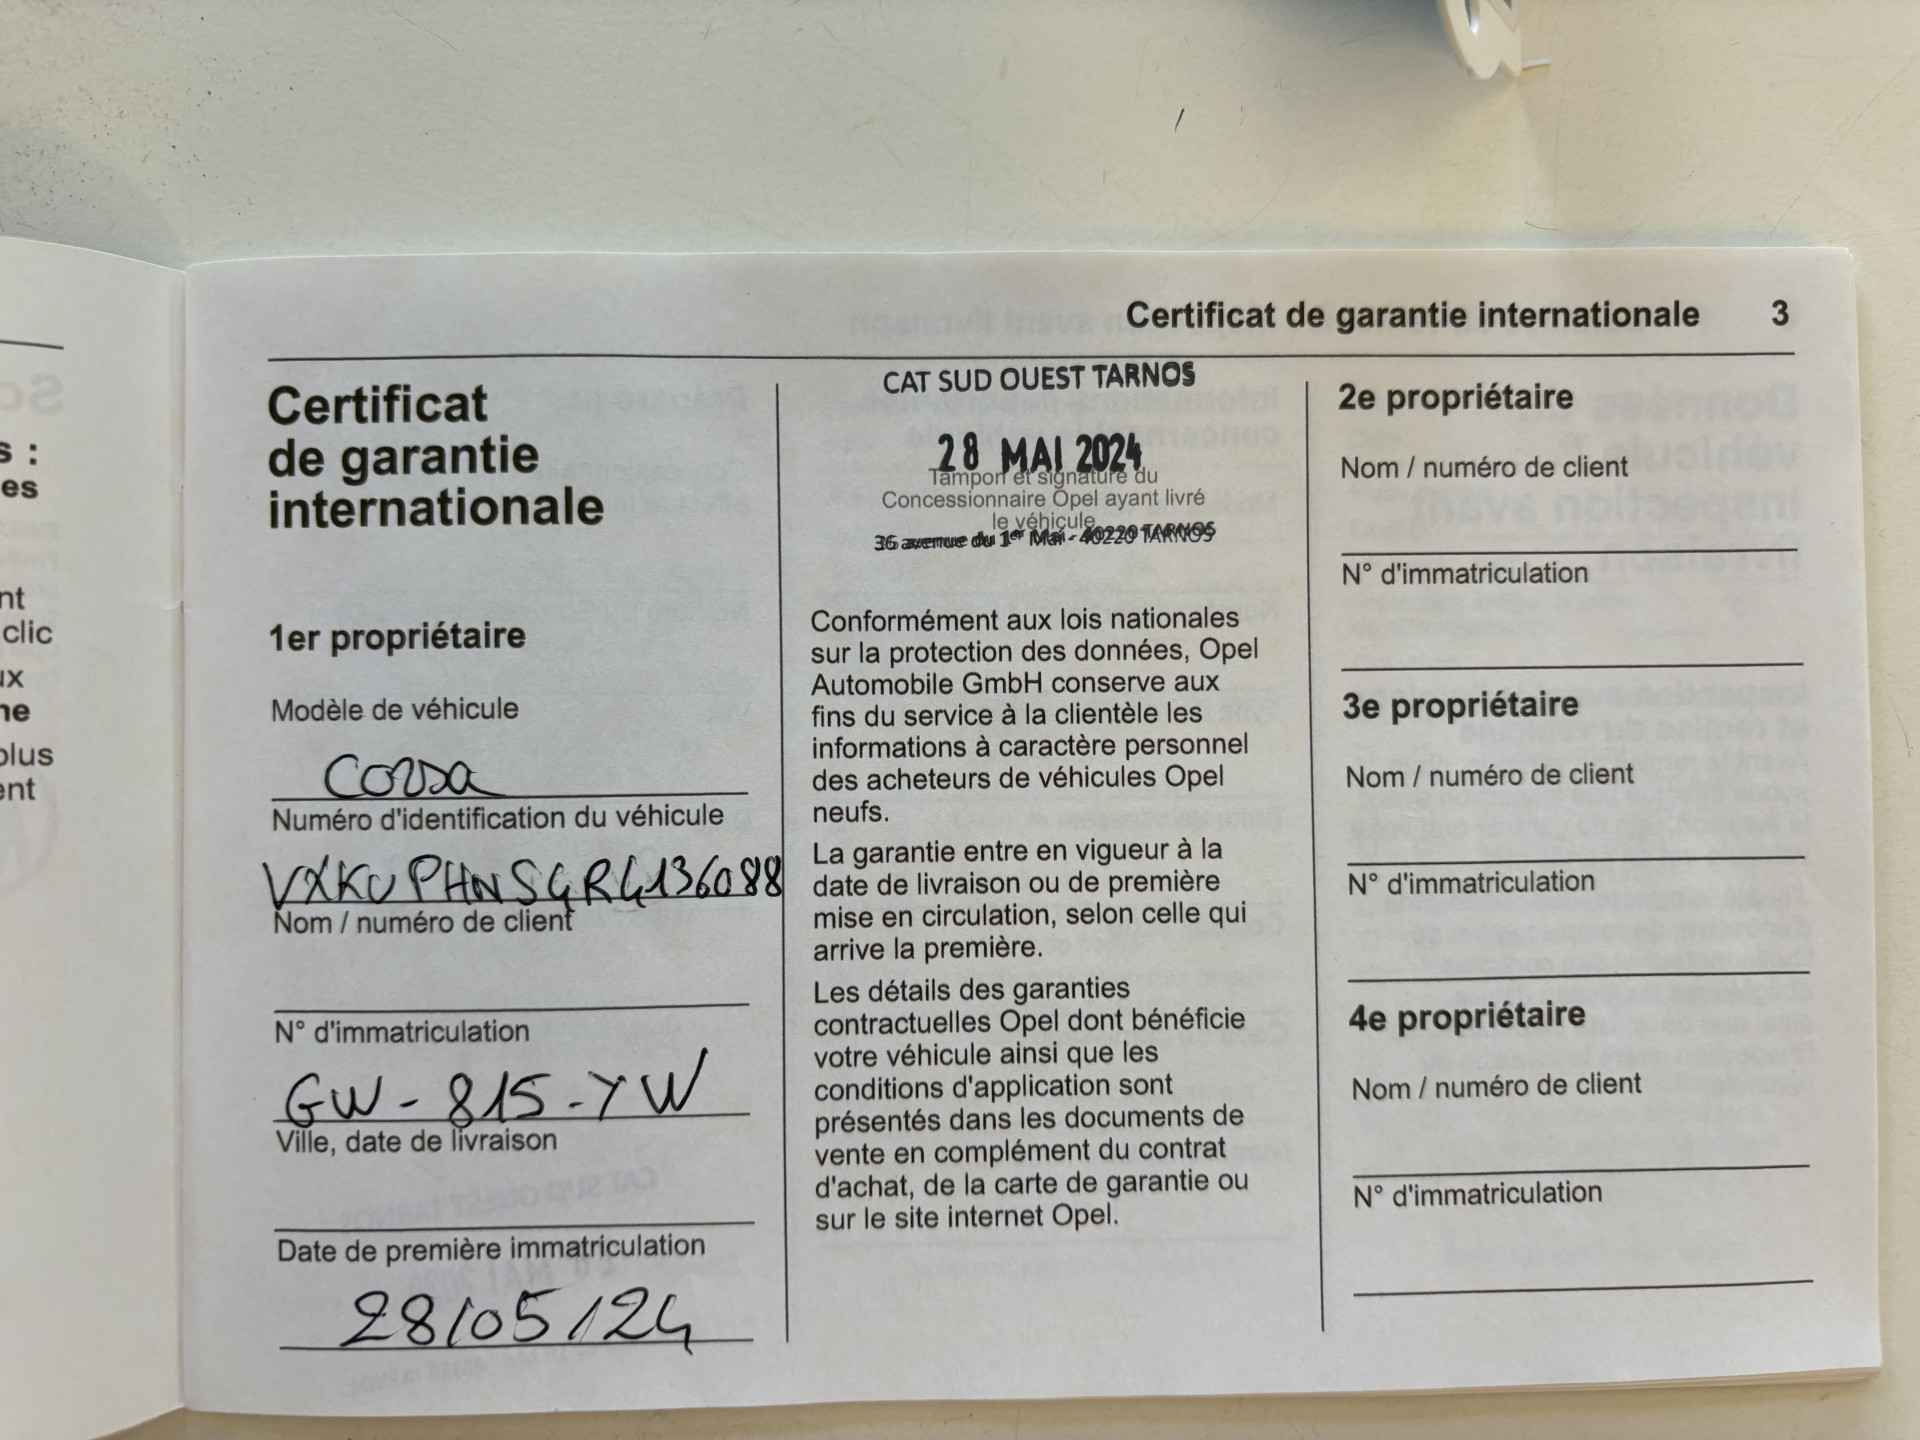 s :
es
nt
clic
ux
ne
plus
ent
Certificat de garantie internationale 3
Certificat
de garantie
internationale
1er propriétaire
Modèle de véhicule
Corsa
Numéro d'identification du véhicule
VXKUPHNS4R4136088
Nom / numéro de client
N° d'immatriculation
GW-815-YW
Ville, date de livraison
Date de première immatriculation
28/05/24
CAT SUD OUEST TARNOS
28 MAI 2024
Tampon et signature du
Concessionnaire Opel ayant livré
le véhicule
36 avenue du 1er Mai - 40220 TARNOS
Conformément aux lois nationales
sur la protection des données, Opel
Automobile GmbH conserve aux
fins du service à la clientèle les
informations à caractère personnel
des acheteurs de véhicules Opel
neufs.
La garantie entre en vigueur à la
date de livraison ou de première
mise en circulation, selon celle qui
arrive la première.
Les détails des garanties
contractuelles Opel dont bénéficie
votre véhicule ainsi que les
conditions d'application sont
présentés dans les documents de
vente en complément du contrat
d'achat, de la carte de garantie ou
sur le site internet Opel.
2e propriétaire
Nom / numéro de client
N° d'immatriculation
3e propriétaire
Nom / numéro de client
N° d'immatriculation
4e propriétaire
Nom / numéro de client
N° d'immatriculation